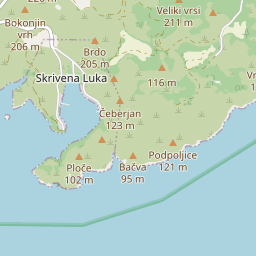 Bokonjin
vrh
206 m
Brdo
205 m
Veliki vrsi
211 m
116 m
Skrivena Luka
Čeberjan
123 m
Ploče
102 m
Bačva
95 m
Podpoljice
121 m